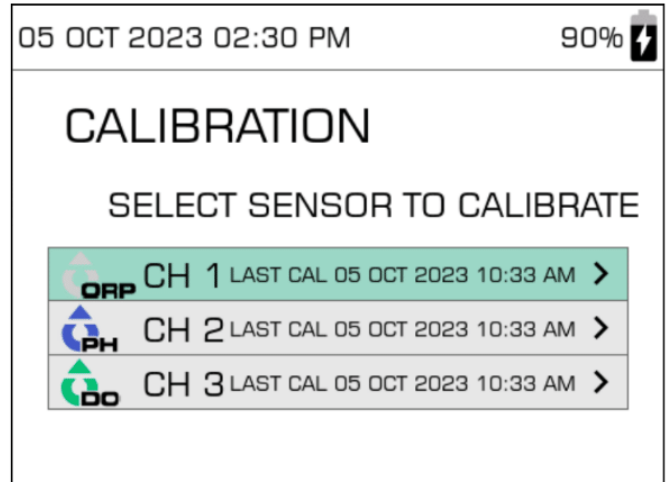 05 OCT 2023 02:30 PM 90%
CALIBRATION
SELECT SENSOR TO CALIBRATE
ORP CH 1 LAST CAL 05 OCT 2023 10:33 AM >
PH CH 2 LAST CAL 05 OCT 2023 10:33 AM >
DO CH 3 LAST CAL 05 OCT 2023 10:33 AM >